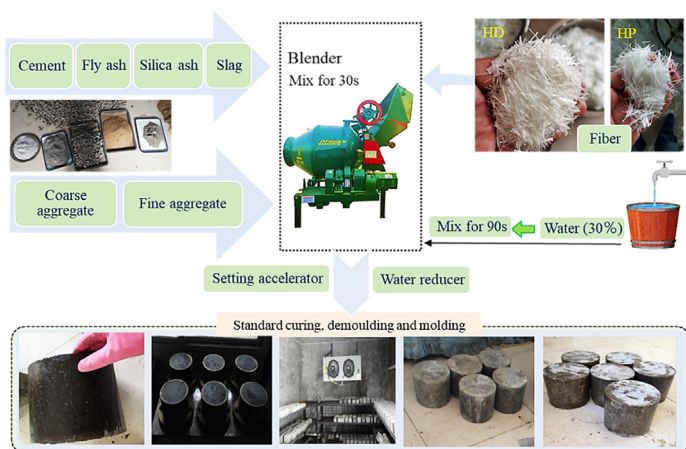 Cement
Fly ash
Silica ash
Slag
Blender
Mix for 30s
JZC350B
HD
HP
Fiber
Coarse
aggregate
Fine aggregate
Mix for 90s
Water (30%)
Setting accelerator
Water reducer
Standard curing, demoulding and molding